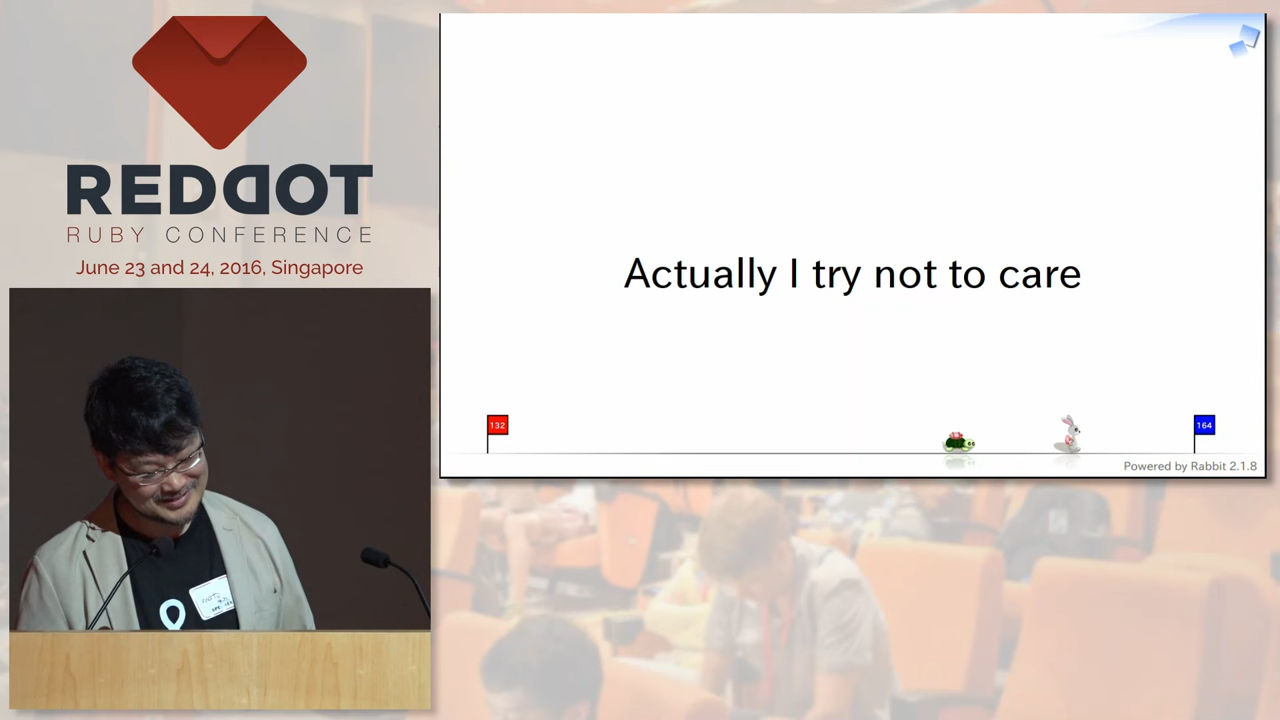 REDDOT
RUBY CONFERENCE
June 23 and 24, 2016, Singapore
Actually I try not to care
132
164
Powered by Rabbit 2.1.8